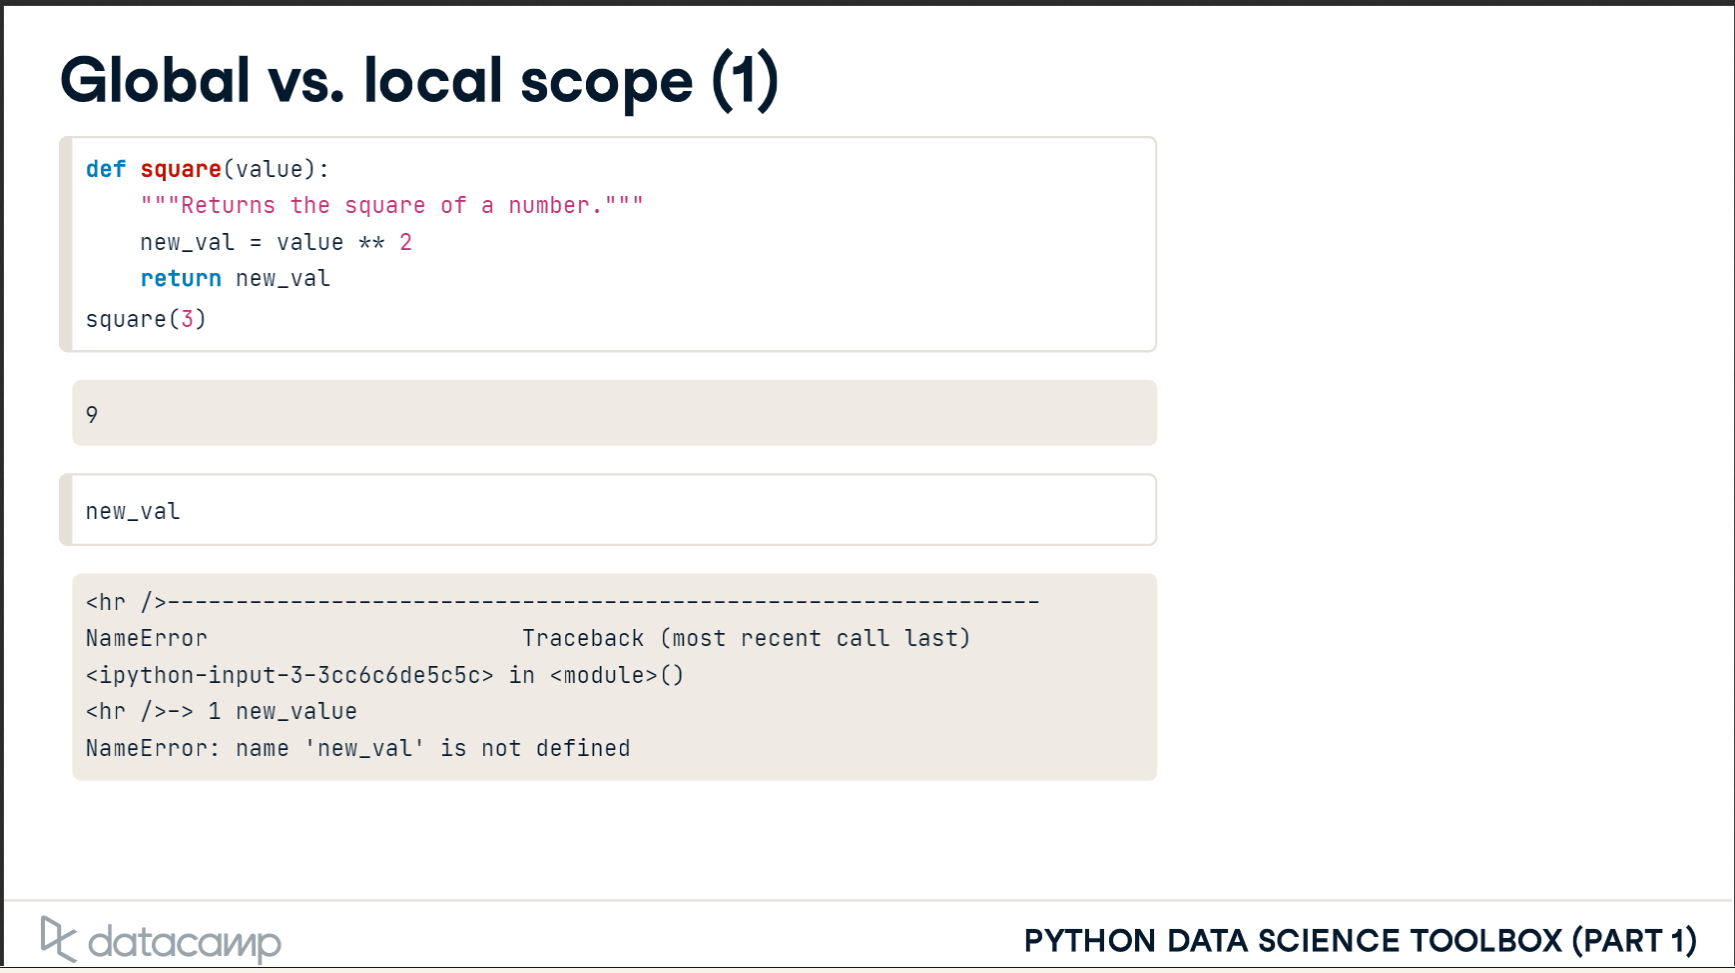 Global vs. local scope (1)
def square(value):
    """Returns the square of a number."""
    new_val = value ** 2
    return new_val
square(3)
9
new_val
<hr />----------------------------------------------------------------
NameError                       Traceback (most recent call last)
<ipython-input-3-3cc6c6de5c5c> in <module>()
<hr />-> 1 new_value
NameError: name 'new_val' is not defined
datacamp
PYTHON DATA SCIENCE TOOLBOX (PART 1)